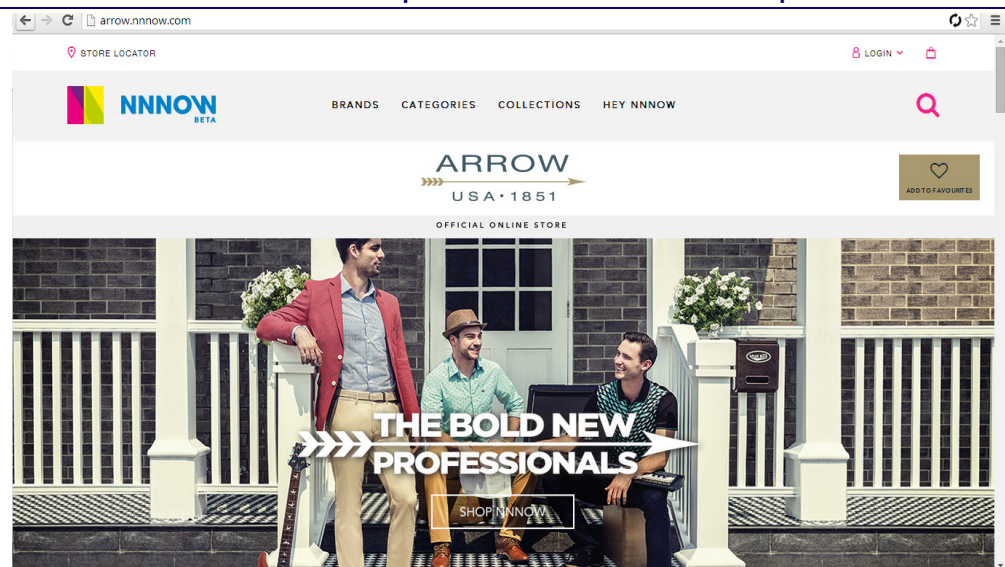 arrow.nnnow.com
STORE LOCATOR
LOGIN
NNNOW
BETA
BRANDS CATEGORIES COLLECTIONS HEY NNNOW
ARROW
USA·1851
ADD TO FAVOURITES
OFFICIAL ONLINE STORE
THE BOLD NEW
PROFESSIONALS
SHOP NNNOW